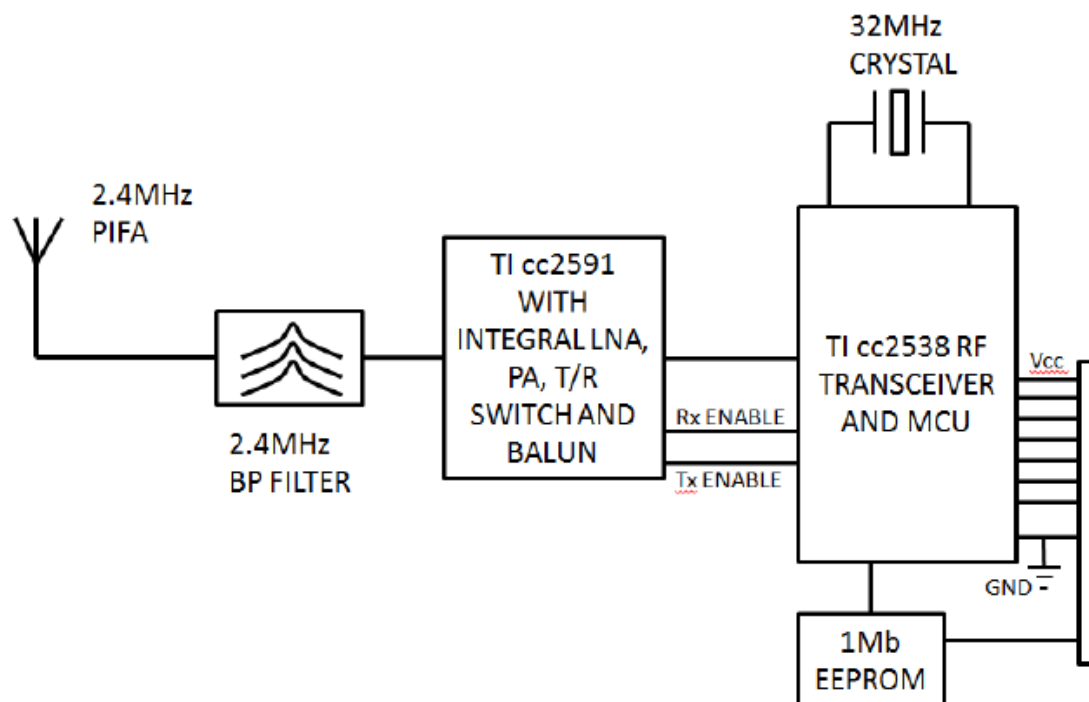 32MHz
CRYSTAL
2.4MHz
PIFA
TI cc2591
WITH
INTEGRAL LNA,
PA, T/R
SWITCH AND
BALUN
TI cc2538 RF
TRANSCEIVER
AND MCU
Vcc
Rx ENABLE
Tx ENABLE
2.4MHz
BP FILTER
GND
1Mb
EEPROM